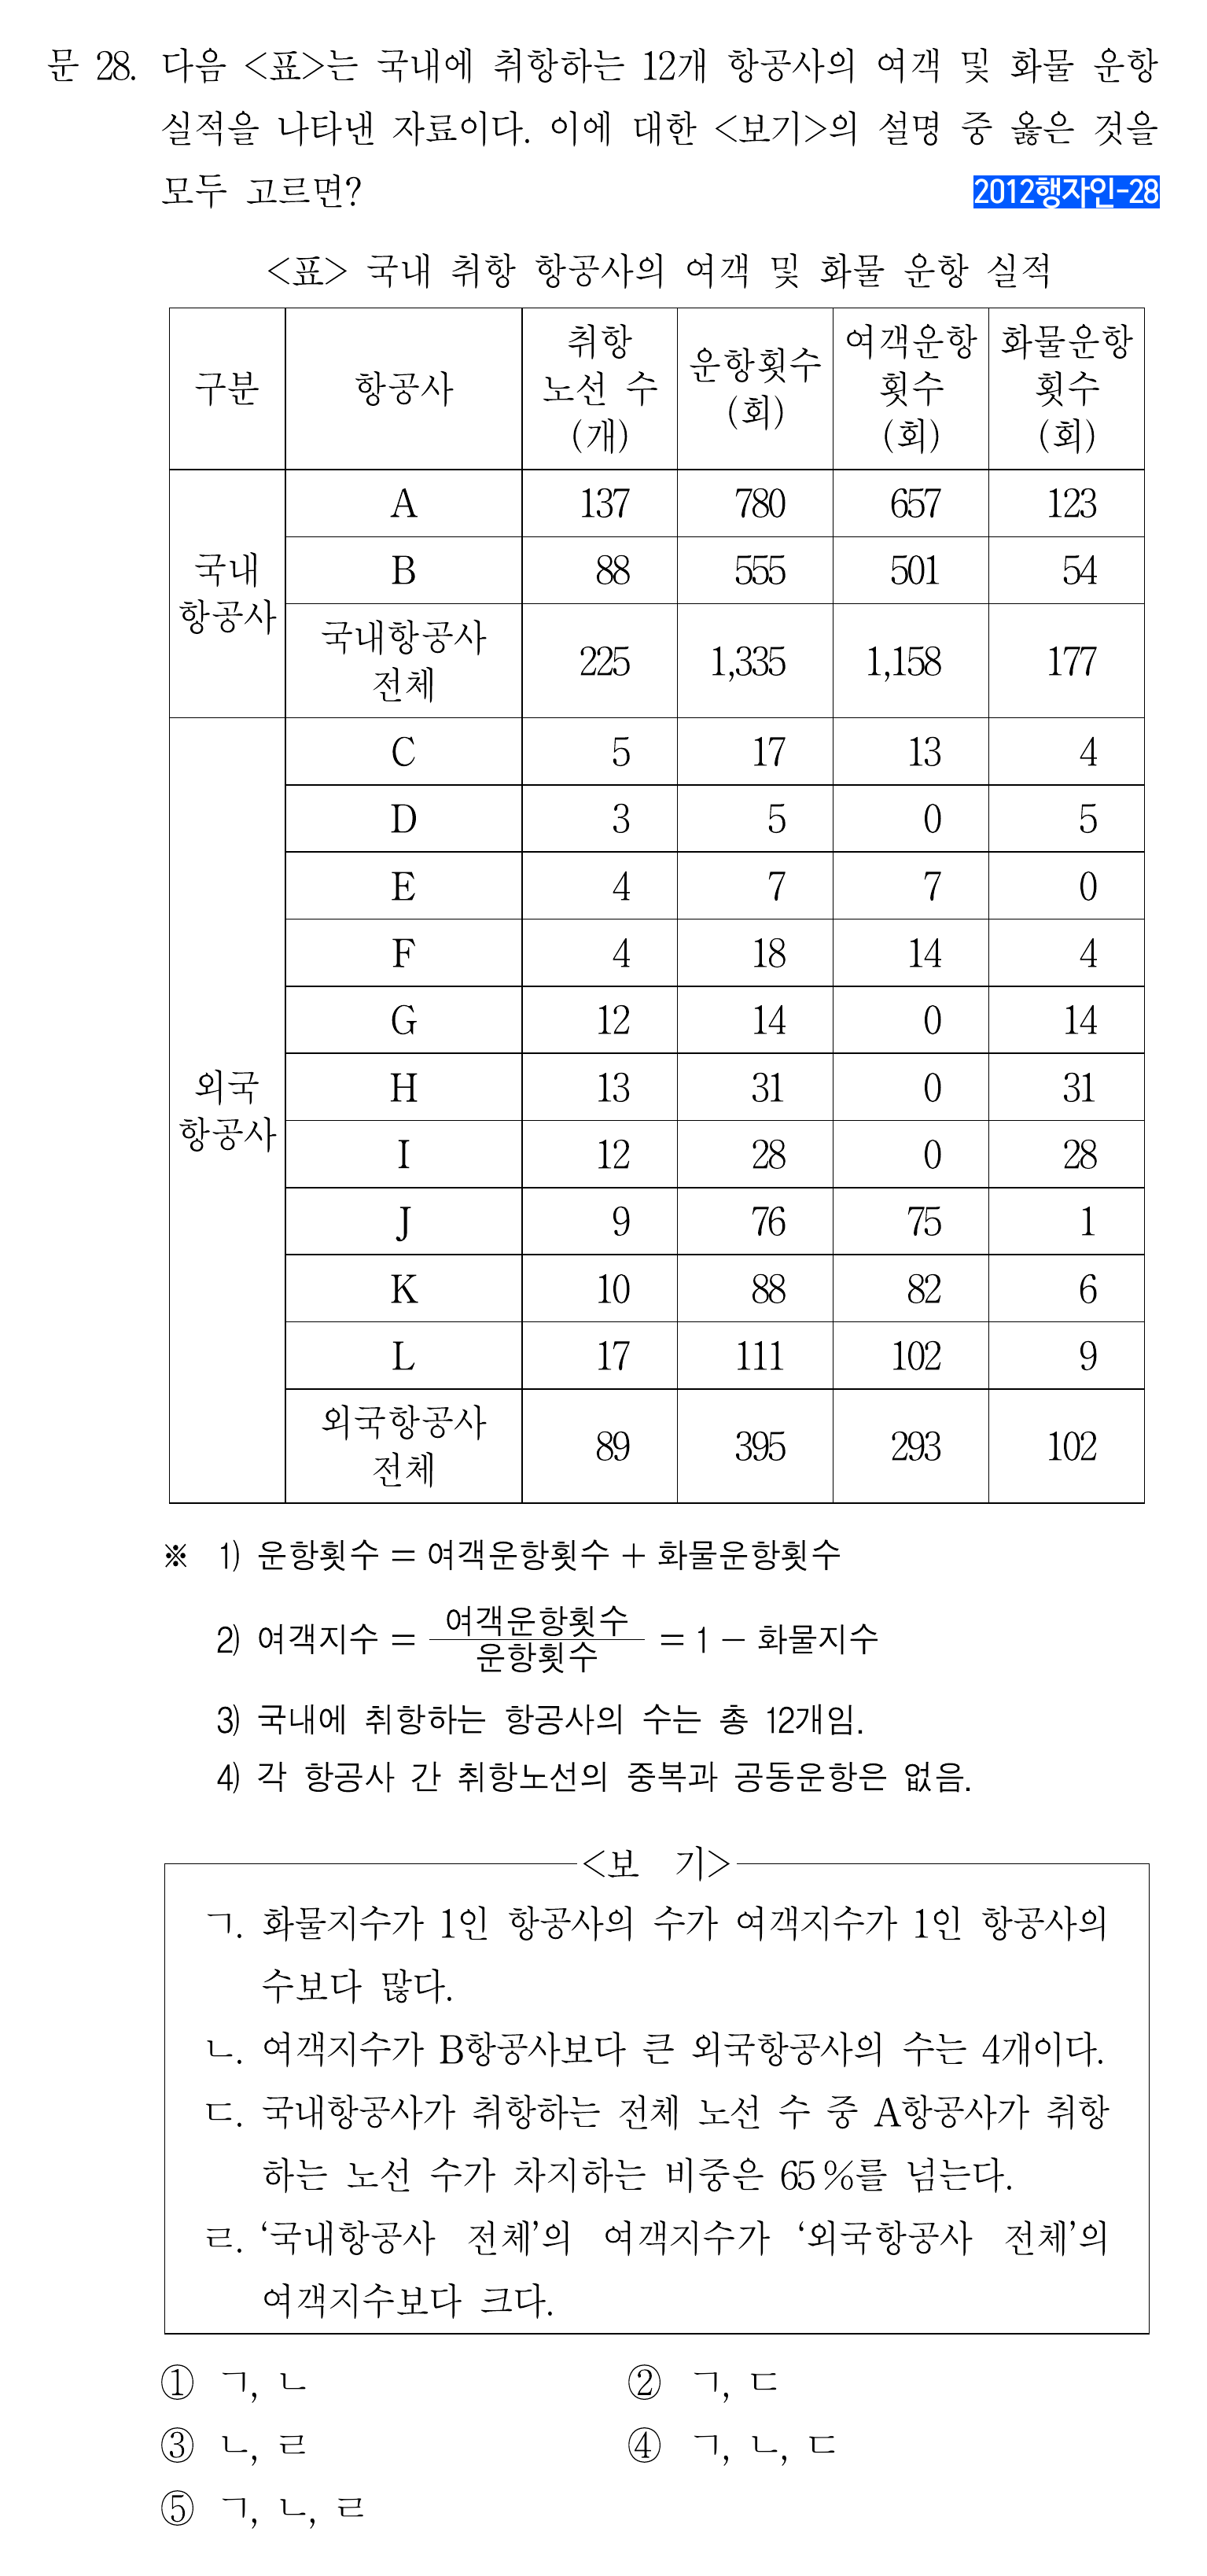 문 28. 다음 <표>는 국내에 취항하는 12개 항공사의 여객 및 화물 운항
실적을 나타낸 자료이다. 이에 대한 <보기>의 설명 중 옳은 것을
모두 고르면?
2012행자인-28
<표> 국내 취항 항공사의 여객 및 화물 운항 실적
구분 항공사 취항 노선 수 (개) 운항횟수 (회) 여객운항 횟수 (회) 화물운항 횟수 (회)
국내 항공사
A 137 780 657 123
B 88 555 501 54
국내항공사 전체 225 1,335 1,158 177
외국 항공사
C 5 17 13 4
D 3 5 0 5
E 4 7 7 0
F 4 18 14 4
G 12 14 0 14
H 13 31 0 31
I 12 28 0 28
J 9 76 75 1
K 10 88 82 6
L 17 111 102 9
외국항공사 전체 89 395 293 102
※ 1) 운항횟수 = 여객운항횟수 + 화물운항횟수
2) 여객지수 = 여객운항횟수 / 운항횟수 = 1 - 화물지수
3) 국내에 취항하는 항공사의 수는 총 12개임.
4) 각 항공사 간 취항노선의 중복과 공동운항은 없음.
<보 기>
ㄱ. 화물지수가 1인 항공사의 수가 여객지수가 1인 항공사의
수보다 많다.
ㄴ. 여객지수가 B항공사보다 큰 외국항공사의 수는 4개이다.
ㄷ. 국내항공사가 취항하는 전체 노선 수 중 A항공사가 취항
하는 노선 수가 차지하는 비중은 65%를 넘는다.
ㄹ. ‘국내항공사 전체’의 여객지수가 ‘외국항공사 전체’의
여객지수보다 크다.
① ㄱ, ㄴ ② ㄱ, ㄷ
③ ㄴ, ㄹ ④ ㄱ, ㄴ, ㄷ
⑤ ㄱ, ㄴ, ㄹ